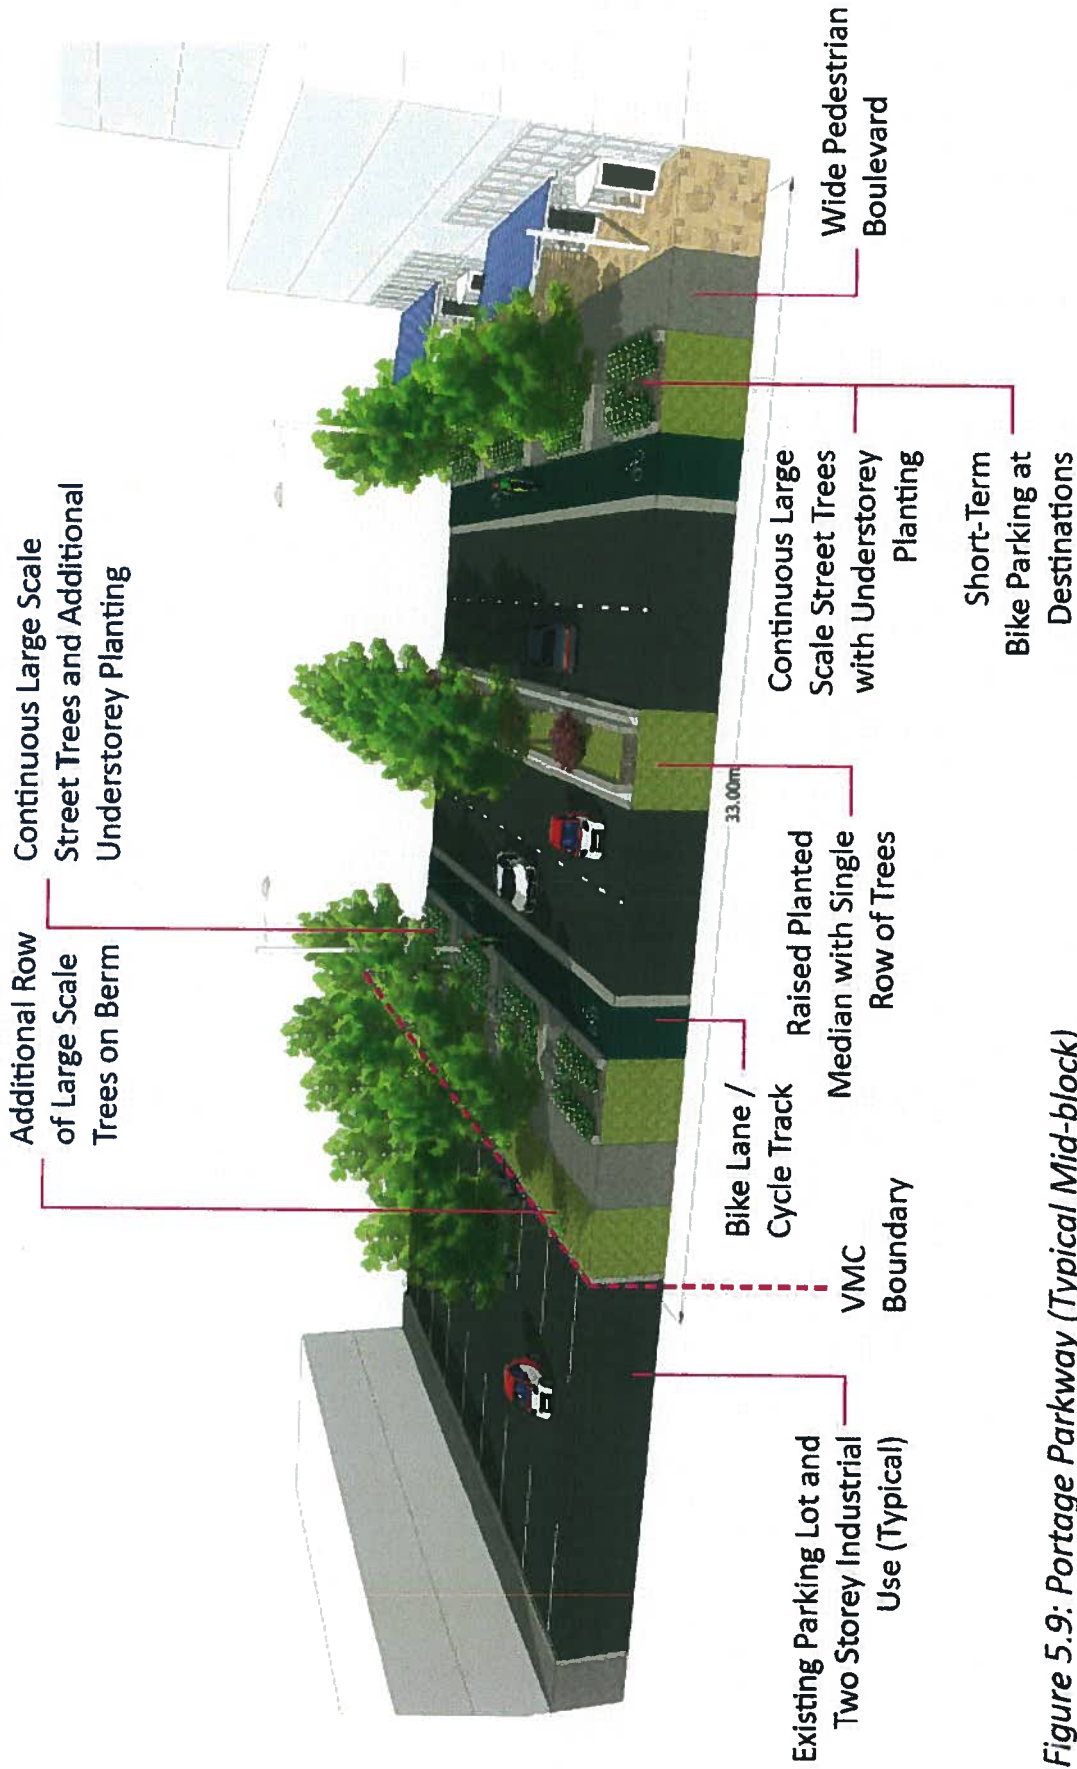 Additional Row
of Large Scale
Trees on Berm
Continuous Large Scale
Street Trees and Additional
Understorey Planting
33.00m
Existing Parking Lot and
Two Storey Industrial
Use (Typical)
VMC
Boundary
Bike Lane /
Cycle Track
Raised Planted
Median with Single
Row of Trees
Continuous Large
Scale Street Trees
with Understorey
Planting
Short-Term
Bike Parking at
Destinations
Wide Pedestrian
Boulevard
Figure 5.9: Portage Parkway (Typical Mid-block)